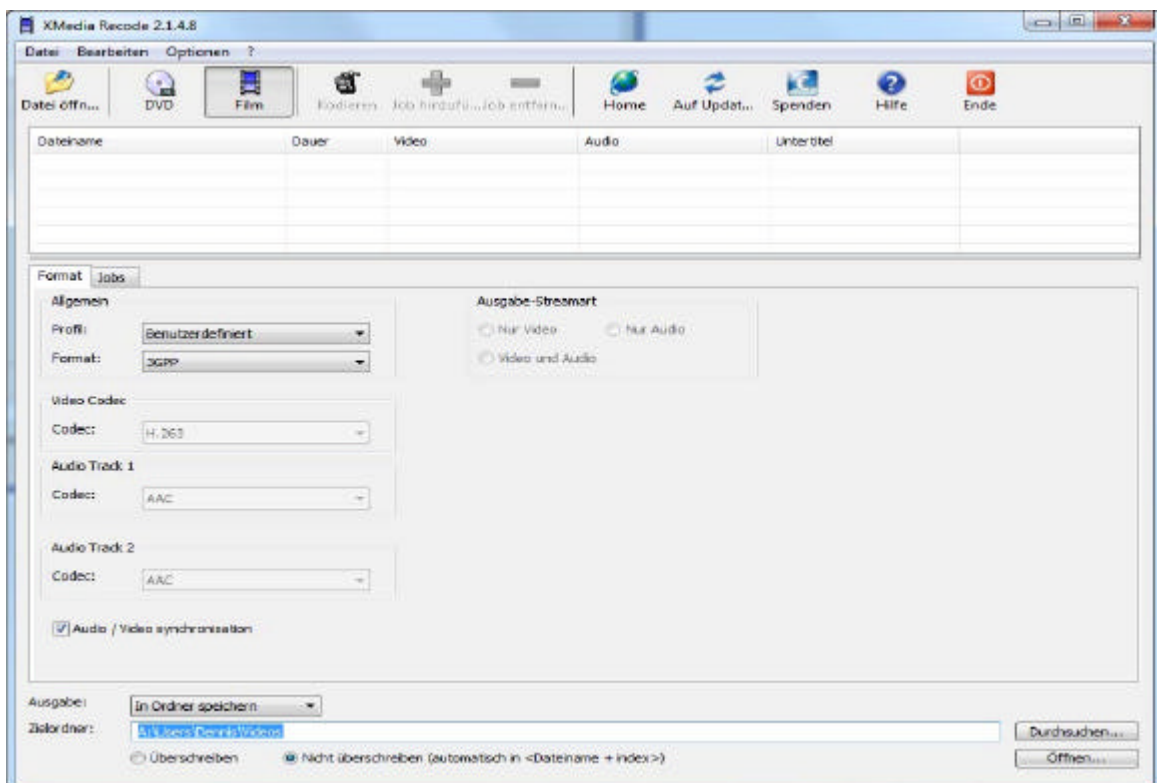 XMedia Recode 2.1.4.8
Datei Bearbeiten Optionen ?
Datei öffn... DVD Film Kodieren Job hinzufü... Job entfern... Home Auf Updat... Spenden Hilfe Ende
Dateiname Dauer Video Audio Untertitel
Format Jobs
Allgemein Ausgabe-Streamart
Profil: Benutzerdefiniert Nur Video Nur Audio
Format: 3GPP Video und Audio
Video Codec
Codec: H.263
Audio Track 1
Codec: AAC
Audio Track 2
Codec: AAC
Audio / Video synchronisation
Ausgabe: In Ordner speichern
Zielordner: A:\Users\Dennis\Videos Durchsuchen...
Überschreiben Nicht überschreiben (automatisch in <Dateiname + index>) Öffnen...